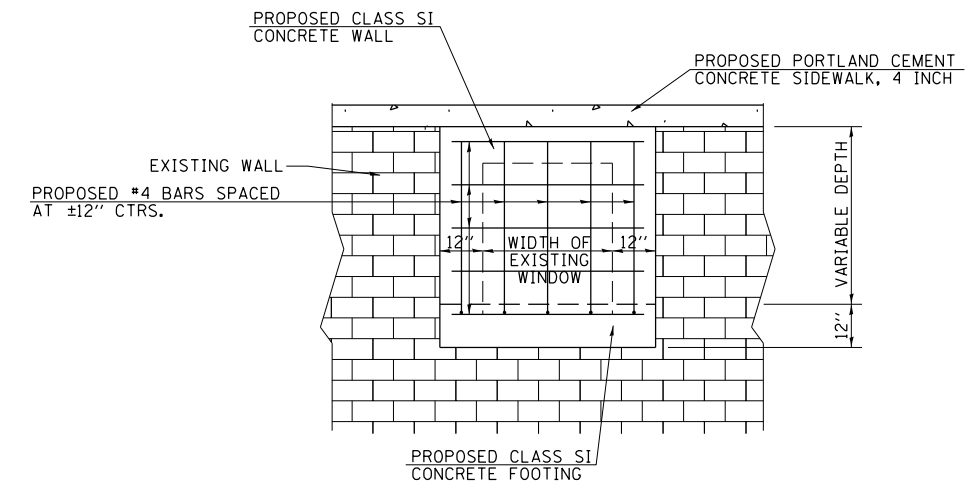 PROPOSED CLASS SI
CONCRETE WALL
PROPOSED PORTLAND CEMENT
CONCRETE SIDEWALK, 4 INCH
EXISTING WALL
PROPOSED #4 BARS SPACED
AT ±12" CTRS.
12" WIDTH OF 12"
EXISTING
WINDOW
VARIABLE DEPTH
12"
PROPOSED CLASS SI
CONCRETE FOOTING